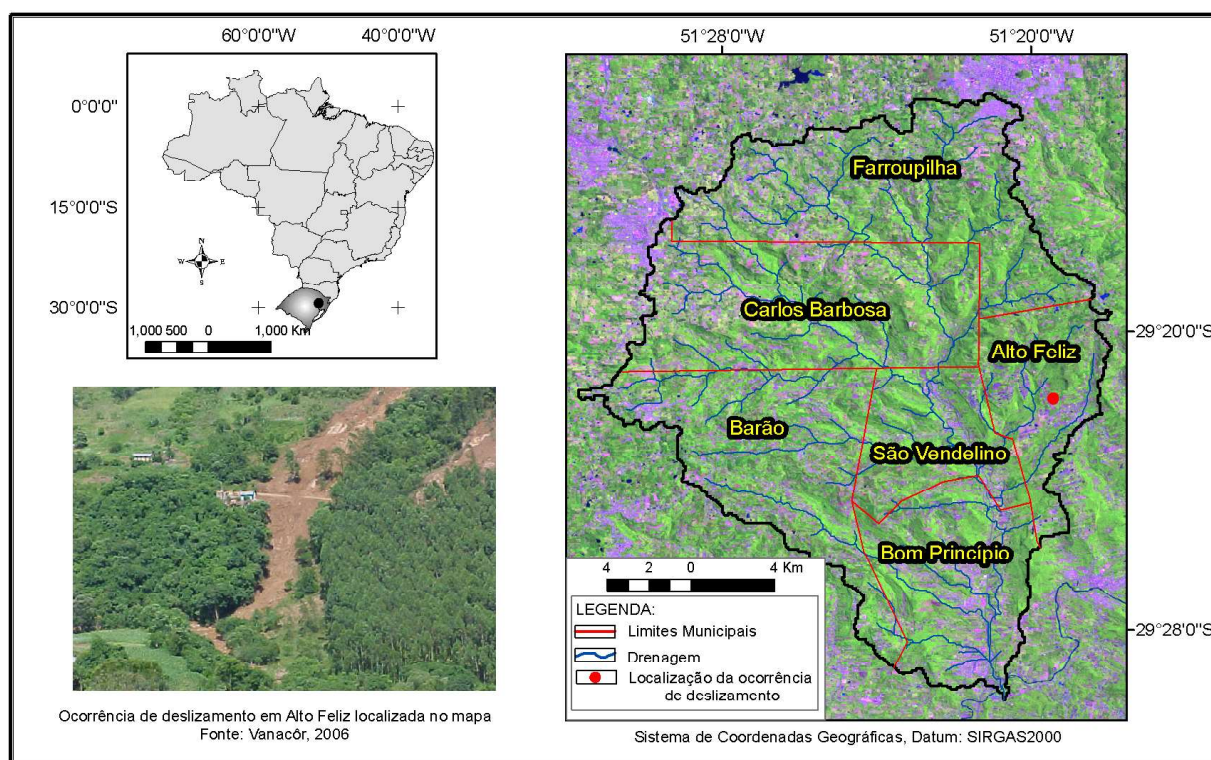 60°0'0"W 40°0'0"W
0°0'0"
15°0'0"S
30°0'0"S
N
W E
S
1,000 500 0 1,000 Km
Ocorrência de deslizamento em Alto Feliz localizada no mapa
Fonte: Vanacôr, 2006
51°28'0"W 51°20'0"W
Farroupilha
Carlos Barbosa
29°20'0"S
Alto Feliz
Barão
São Vendelino
Bom Princípio
4 2 0 4 Km
LEGENDA:
Limites Municipais
Drenagem
Localização da ocorrência
de deslizamento
29°28'0"S
Sistema de Coordenadas Geográficas, Datum: SIRGAS2000